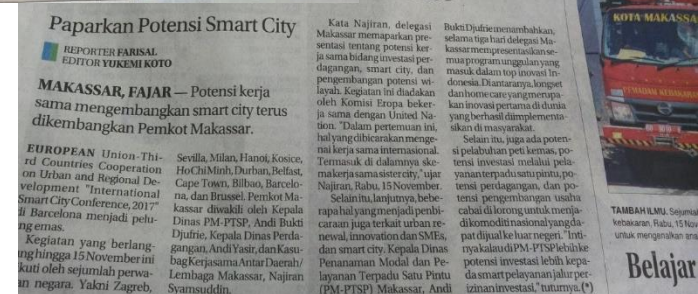 Paparkan Potensi Smart City
REPORTER FARISAL
EDITOR YUKEMI KOTO
MAKASSAR, FAJAR — Potensi kerja
sama mengembangkan smart city terus
dikembangkan Pemkot Makassar.
EUROPEAN Union-Thi-
rd Countries Cooperation
on Urban and Regional De-
velopment "International
Smart City Conference, 2017"
di Barcelona menjadi pelu-
ng emas.
Kegiatan yang berlang-
ng hingga 15 November ini
kuti oleh sejumlah perwa-
n negara. Yakni Zagreb,
Sevilla, Milan, Hanoi, Kosice,
Ho Chi Minh, Durban, Belfast,
Cape Town, Bilbao, Barcelo-
na, dan Brussel. Pemkot Ma-
kassar diwakili oleh Kepala
Dinas PM-PTSP, Andi Bukti
Djufrie, Kepala Dinas Perda-
gangan, Andi Yasir, dan Kasu-
bag Kerjasama Antar Daerah/
Lembaga Makassar, Najiran
Syamsuddin.
Kata Najiran, delegasi
Makassar memaparkan pre-
sentasi tentang potensi ker-
ja sama bidang investasi per-
dagangan, smart city, dan
pengembangan potensi wi-
layah. Kegiatan ini diadakan
oleh Komisi Eropa beker-
ja sama dengan United Na-
tion. "Dalam pertemuan ini,
hal yang dibicarakan menge-
nai kerja sama internasional.
Termasuk di dalamnya ske-
ma kerja sama sister city," ujar
Najiran, Rabu, 15 November.
Selain itu, lanjutnya, bebe-
rapa hal yang menjadi penbi-
caraan juga terkait urban re-
newal, innovation dan SMEs,
dan smart city. Kepala Dinas
Penanaman Modal dan Pe-
layanan Terpadu Satu Pintu
(PM-PTSP) Makassar, Andi
Bukti Djufrie menambahkan,
selama tiga hari delegasi Ma-
kassar mempresentasikan se-
mua program unggulan yang
masuk dalam top inovasi In-
donesia. Diantaranya, longset
dan home care yang merupa-
kan inovasi pertama di dunia
yang berhasil diimplementa-
sikan di masyarakat.
Selain itu, juga ada poten-
si pelabuhan peti kemas, po-
tensi investasi melalui pela-
yanan terpadu satu pintu, po-
tensi perdagangan, dan po-
tensi pengembangan usaha
cabai di lorong untuk menja-
di komoditi nasional yang da-
pat dijual ke luar negeri. "Inti-
nya kalau di PM-PTSP lebih ke
potensi investasi lebih kepa-
da smart pelayanan jalur per-
izinan investasi," tuturnya. (*)
KOTA MAKASSA
PEMADAM KEBAKAR
TAMBAH ILMU. Sejumla
kebakaran, Rabu, 15 Nov
untuk mengenalkan ana
Belajar